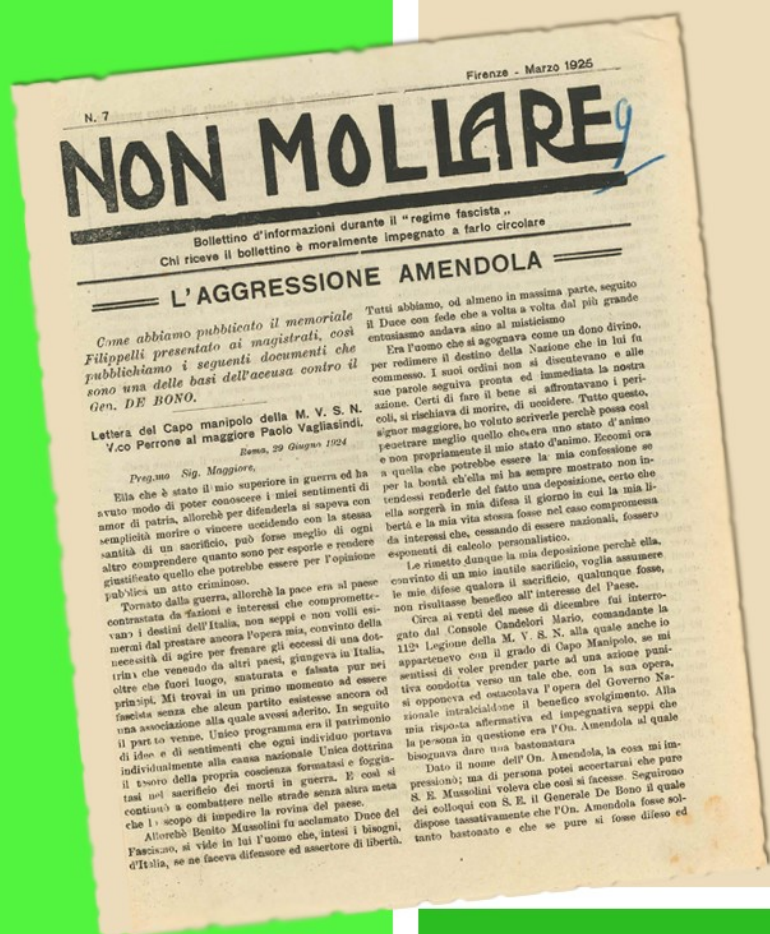 N. 7
Firenze - Marzo 1925
NON MOLLARE
9
Bollettino d'informazioni durante il "regime fascista „
Chi riceve il bollettino è moralmente impegnato a farlo circolare
L'AGGRESSIONE AMENDOLA
Come abbiamo pubblicato il memoriale
Filippelli presentato ai magistrati, così
pubblichiamo i seguenti documenti che
sono una delle basi dell'accusa contro il
Gen. DE BONO.
Lettera del Capo manipolo della M. V. S. N.
V.co Perrone al maggiore Paolo Vagliasindi.
Roma, 29 Giugno 1924
Preg.mo Sig. Maggiore,
Ella che è stato il mio superiore in guerra ed ha
avuto modo di poter conoscere i miei sentimenti di
amor di patria, allorchè per difenderla si sapeva con
semplicità morire o vincere uccidendo con la stessa
santità di un sacrificio, può forse meglio di ogni
altro comprendere quanto sono per esporle e rendere
giustificato quello che potrebbe essere per l'opinione
pubblica un atto criminoso.
Tornato dalla guerra, allorchè la pace era al paese
contrastata da fazioni e interessi che compromette-
vano i destini dell'Italia, non seppi e non volli esi-
mermi dal prestare ancora l'opera mia, convinto della
necessità di agire per frenare gli eccessi di una dot-
trina che venendo da altri paesi, giungeva in Italia,
oltre che fuori luogo, snaturata e falsata pur nei
principi. Mi trovai in un primo momento ad essere
fascista senza che alcun partito esistesse ancora od
una associazione alla quale avessi aderito. In seguito
il partito venne. Unico programma era il patrimonio
di idee e di sentimenti che ogni individuo portava
individualmente alla causa nazionale Unica dottrina
il tesoro della propria coscienza formatasi e foggia-
tasi nel sacrificio dei morti in guerra. E così si
continuò a combattere nelle strade senza altra meta
che lo scopo di impedire la rovina del paese.
Allorchè Benito Mussolini fu acclamato Duce del
Fascismo, si vide in lui l'uomo che, intesi i bisogni,
d'Italia, se ne faceva difensore ed assertore di libertà.
Tutti abbiamo, od almeno in massima parte, seguito
il Duce con fede che a volta a volta dal più grande
entusiasmo andava sino al misticismo
Era l'uomo che si agognava come un dono divino,
per redimere il destino della Nazione che in lui fu
commesso. I suoi ordini non si discutevano e alle
sue parole seguiva pronta ed immediata la nostra
azione. Certi di fare il bene si affrontavano i peri-
coli, si rischiava di morire, di uccidere. Tutto questo,
signor maggiore, ho voluto scriverle perchè possa così
penetrare meglio quello che era uno stato d'animo
e non propriamente il mio stato d'animo. Eccomi ora
a quella che potrebbe essere la mia confessione se
per la bontà ch'ella mi ha sempre mostrato non in-
tendessi renderle del fatto una deposizione, certo che
ella sorgerà in mia difesa il giorno in cui la mia li-
bertà e la mia vita stessa fosse nel caso compromessa
da interessi che, cessando di essere nazionali, fossero
esponenti di calcolo personalistico.
Le rimetto dunque la mia deposizione perchè ella,
convinto di un mio inutile sacrificio, voglia assumere
le mie difese qualora il sacrificio, qualunque fosse,
non risultasse benefico all'interesse del Paese.
Circa ai venti del mese di dicembre fui interro-
gato dal Console Candelori Mario, comandante la
112ª Legione della M. V. S. N. alla quale anche io
appartenevo con il grado di Capo Manipolo, se mi
sentissi di voler prender parte ad una azione puni-
tiva condotta verso un tale che, con la sua opera,
si opponeva ed ostacolava l'opera del Governo Na-
zionale intralcialdone il benefico svolgimento. Alla
mia risposta affermativa ed impegnativa seppi che
la persona in questione era l'On. Amendola al quale
bisognava dare una bastonatura
Dato il nome dell'On. Amendola, la cosa mi im-
pressionò; ma di persona potei accertarmi che pure
S. E. Mussolini voleva che così si facesse. Seguirono
dei colloqui con S. E. il Generale De Bono il quale
dispose tassativamente che l'On. Amendola fosse sol-
tanto bastonato e che se pure si fosse difeso ed